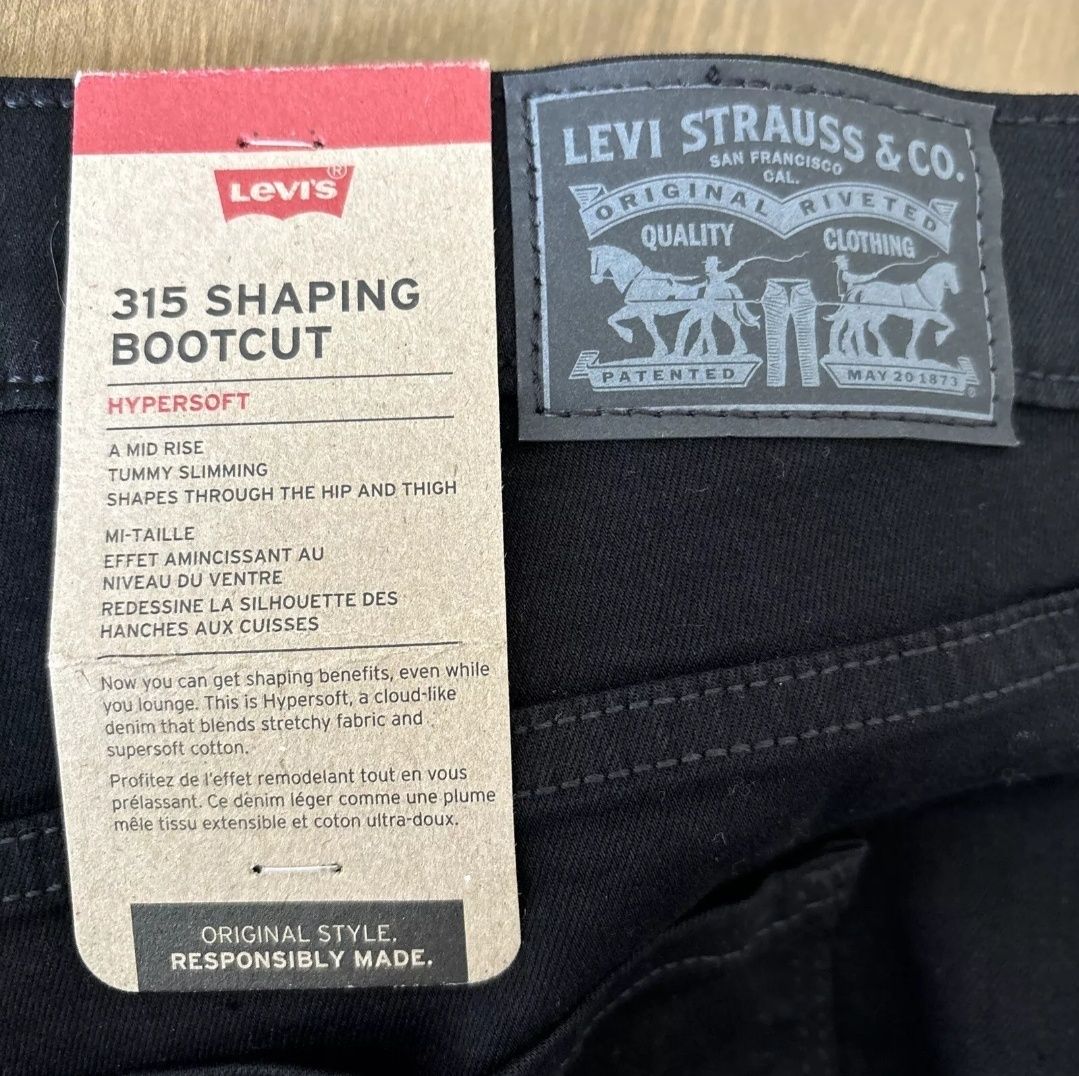 LEVI'S®
315 SHAPING
BOOTCUT
HYPERSOFT
A MID RISE
TUMMY SLIMMING
SHAPES THROUGH THE HIP AND THIGH
MI-TAILLE
EFFET AMINCISSANT AU
NIVEAU DU VENTRE
REDESSINE LA SILHOUETTE DES
HANCHES AUX CUISSES
Now you can get shaping benefits, even while
you lounge. This is Hypersoft, a cloud-like
denim that blends stretchy fabric and
supersoft cotton.
Profitez de l'effet remodelant tout en vous
prélassant. Ce denim léger comme une plume
mêle tissu extensible et coton ultra-doux.
ORIGINAL STYLE,
RESPONSIBLY MADE.
LEVI STRAUSS & CO.
SAN FRANCISCO
CAL.
ORIGINAL RIVETED
QUALITY CLOTHING
PATENTED MAY 20 1873 ®